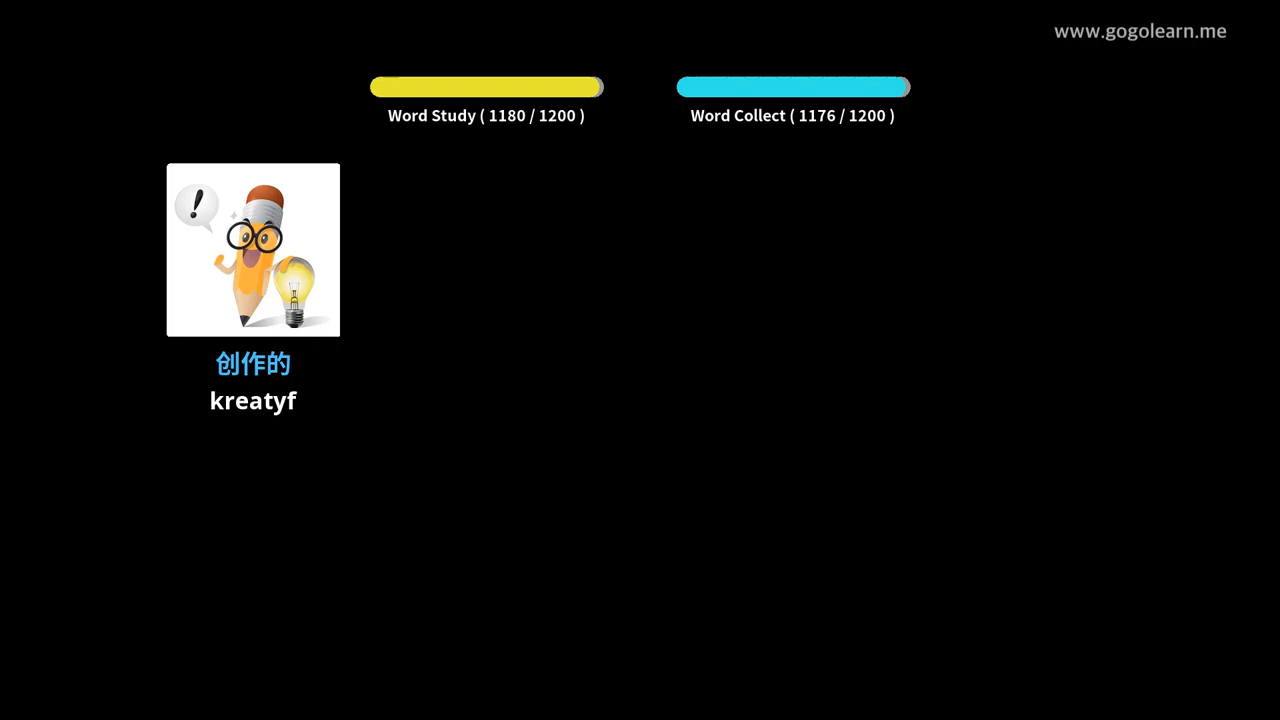 www.gogolearn.me
Word Study ( 1180 / 1200 )
Word Collect ( 1176 / 1200 )
!
创作的
kreatyf